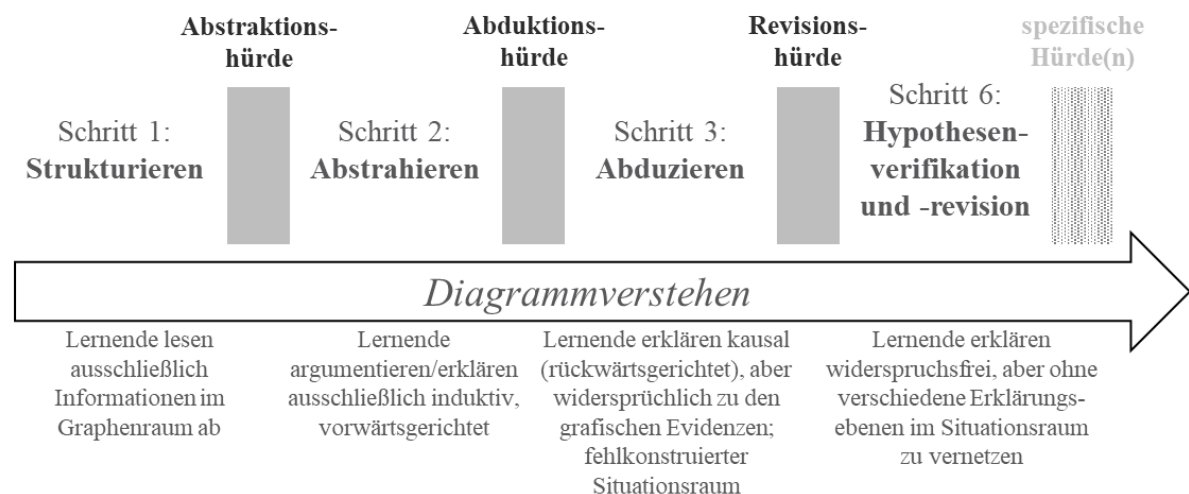 Abstraktions-
hürde
Abduktions-
hürde
Revisions-
hürde
spezifische
Hürde(n)
Schritt 1:
Strukturieren
Schritt 2:
Abstrahieren
Schritt 3:
Abduzieren
Schritt 6:
Hypothesen-
verifikation
und -revision
Diagrammverstehen
Lernende lesen
ausschließlich
Informationen im
Graphenraum ab
Lernende
argumentieren/erklären
ausschließlich induktiv,
vorwärtsgerichtet
Lernende erklären kausal
(rückwärtsgerichtet), aber
widersprüchlich zu den
grafischen Evidenzen;
fehlkonstruierter
Situationsraum
Lernende erklären
widerspruchsfrei, aber ohne
verschiedene Erklärungs-
ebenen im Situationsraum
zu vernetzen